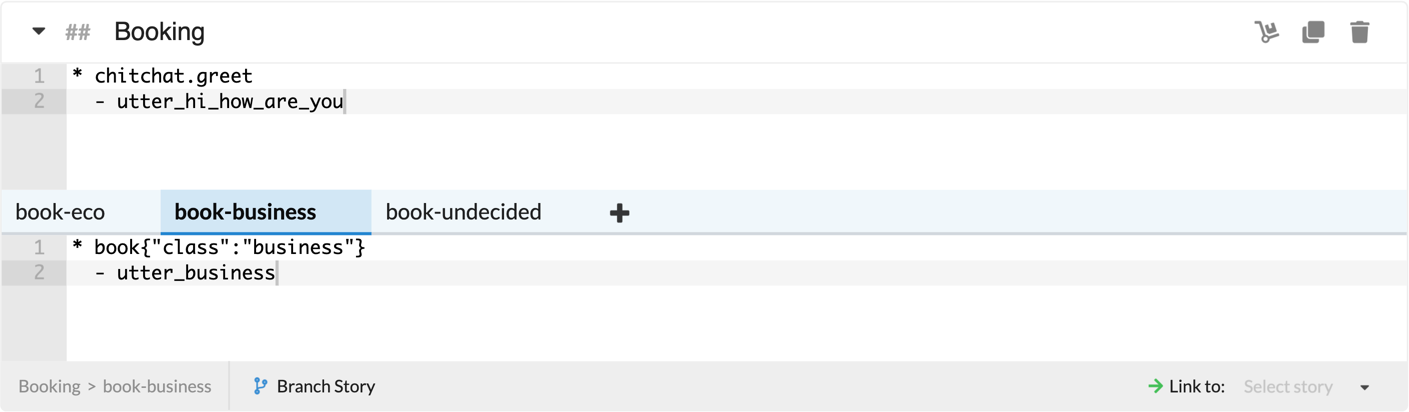 ## Booking
1 * chitchat.greet
2 - utter_hi_how_are_you
book-eco book-business book-undecided +
1 * book{"class":"business"}
2 - utter_business
Booking > book-business Branch Story Link to: Select story